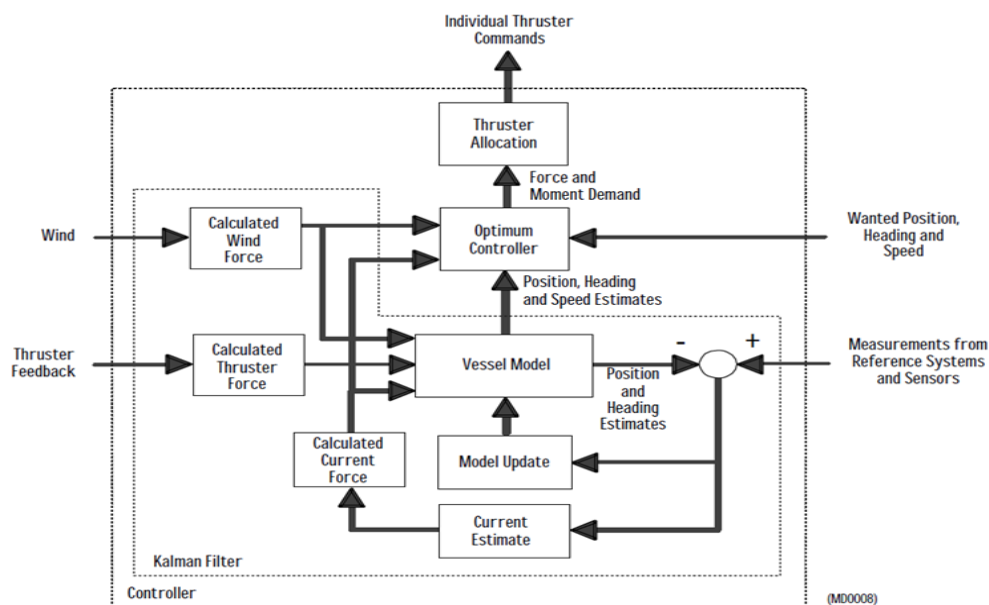 Individual Thruster
Commands
Thruster
Allocation
Force and
Moment Demand
Wind
Calculated
Wind
Force
Optimum
Controller
Wanted Position,
Heading and
Speed
Position, Heading
and Speed Estimates
Thruster
Feedback
Calculated
Thruster
Force
Vessel Model
-
+
Measurements from
Reference Systems
and Sensors
Position
and
Heading
Estimates
Calculated
Current
Force
Model Update
Current
Estimate
Kalman Filter
Controller
(MD0008)